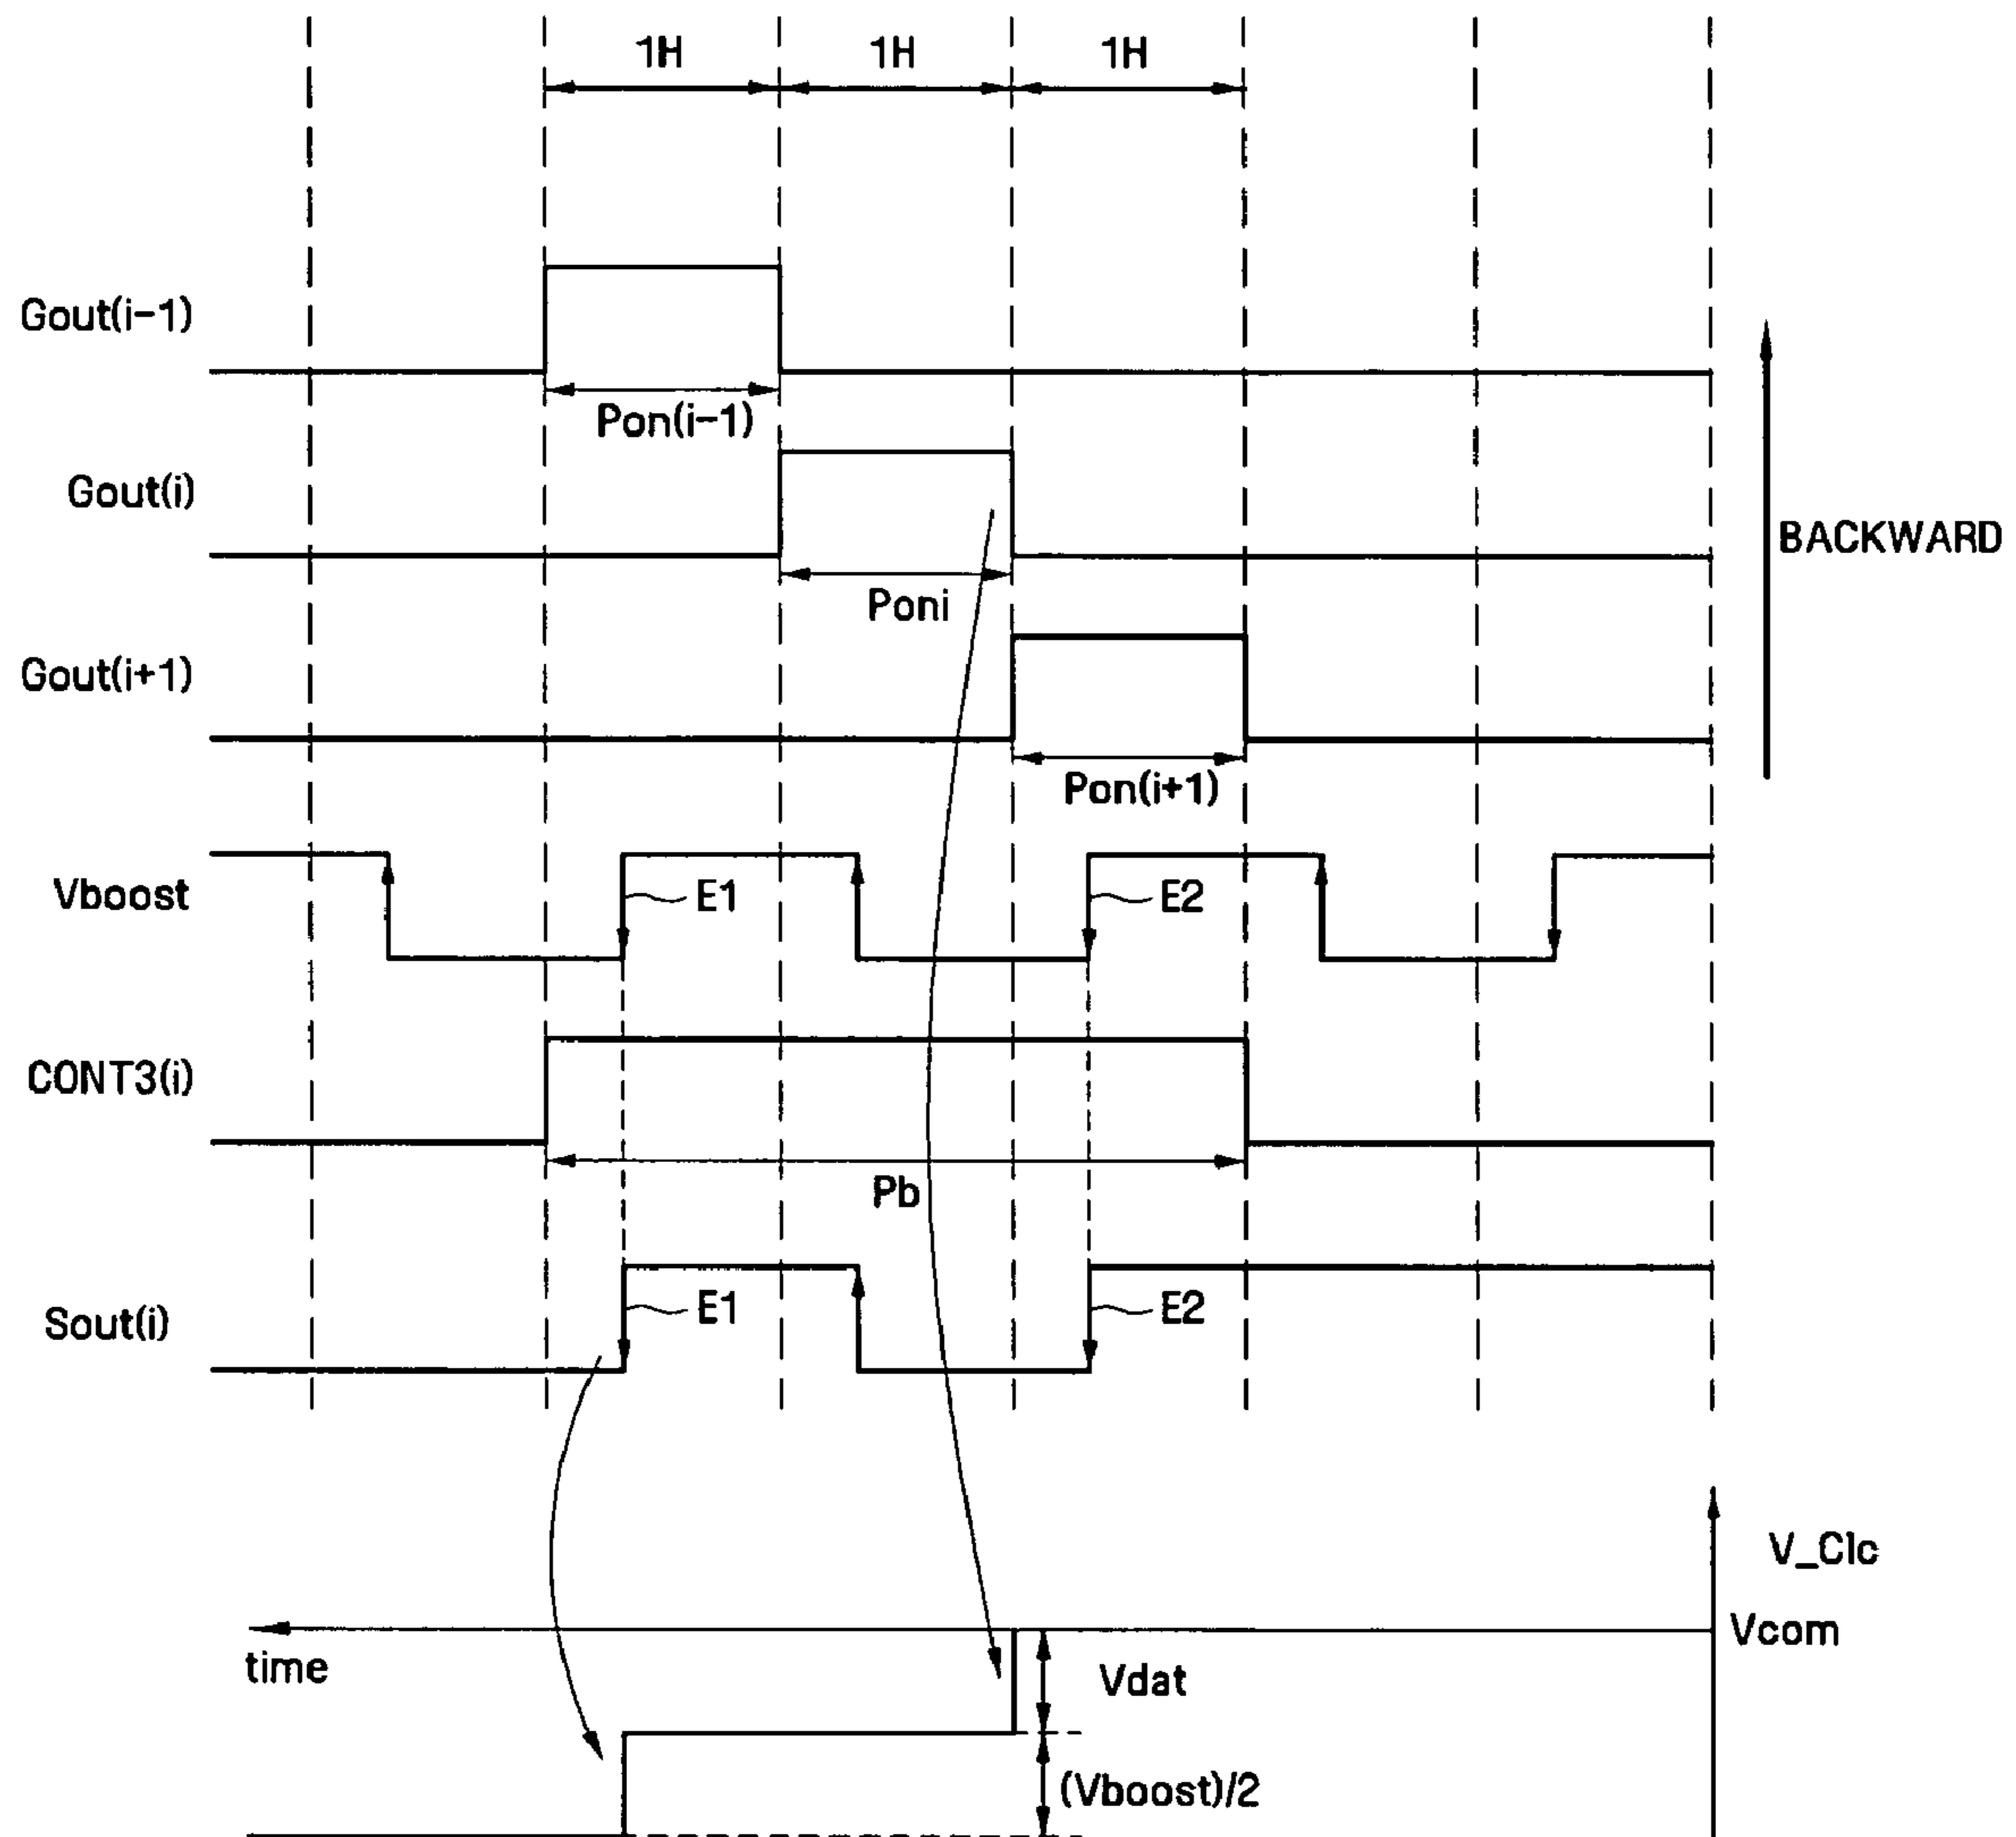 1H 1H 1H
Gout(i-1)
Pon(i-1)
Gout(i)
BACKWARD
Poni
Gout(i+1)
Pon(i+1)
Vboost
E1
E2
CONT3(i)
Pb
Sout(i)
E1
E2
V_Clc
Vcom
time
Vdat
(Vboost)/2